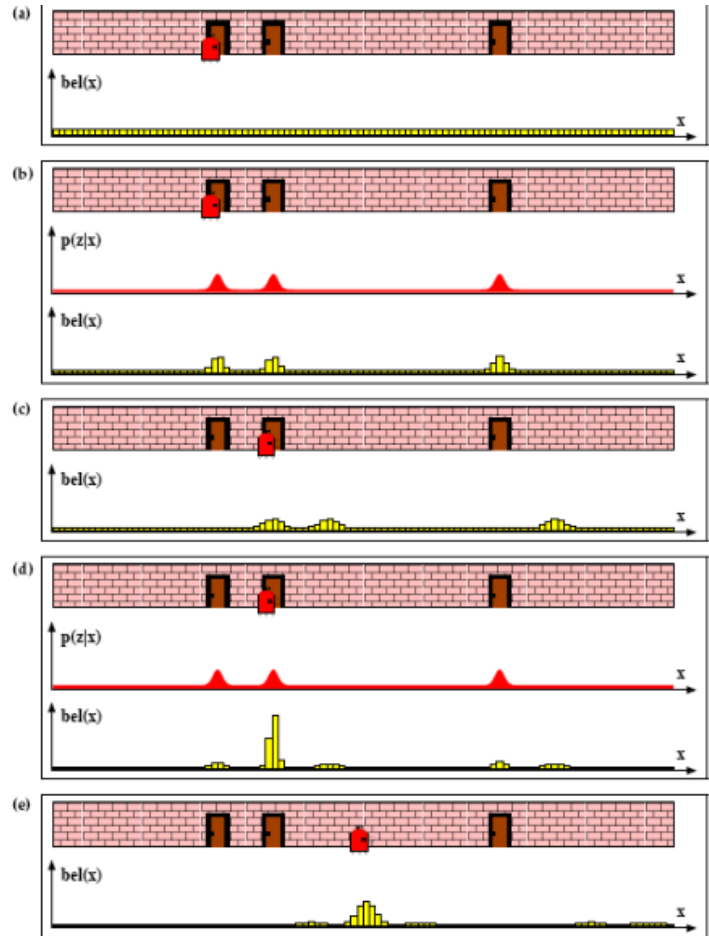 (a)
bel(x)
x
(b)
p(z|x)
x
bel(x)
x
(c)
bel(x)
x
(d)
p(z|x)
x
bel(x)
x
(e)
bel(x)
x